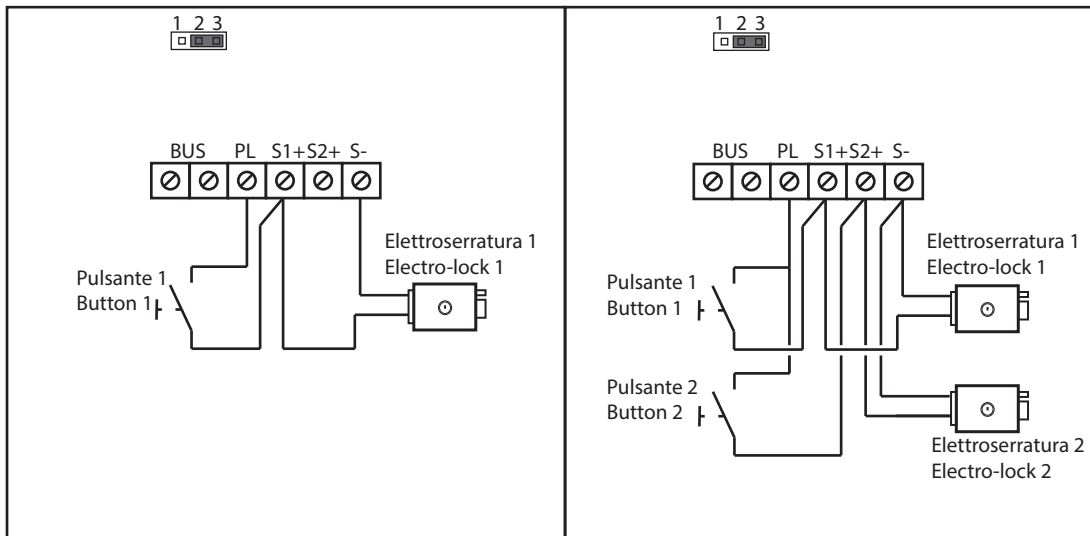 1 2 3
BUS PL S1+ S2+ S-
Elettroserratura 1
Electro-lock 1
Pulsante 1
Button 1
1 2 3
BUS PL S1+ S2+ S-
Elettroserratura 1
Electro-lock 1
Pulsante 1
Button 1
Pulsante 2
Button 2
Elettroserratura 2
Electro-lock 2